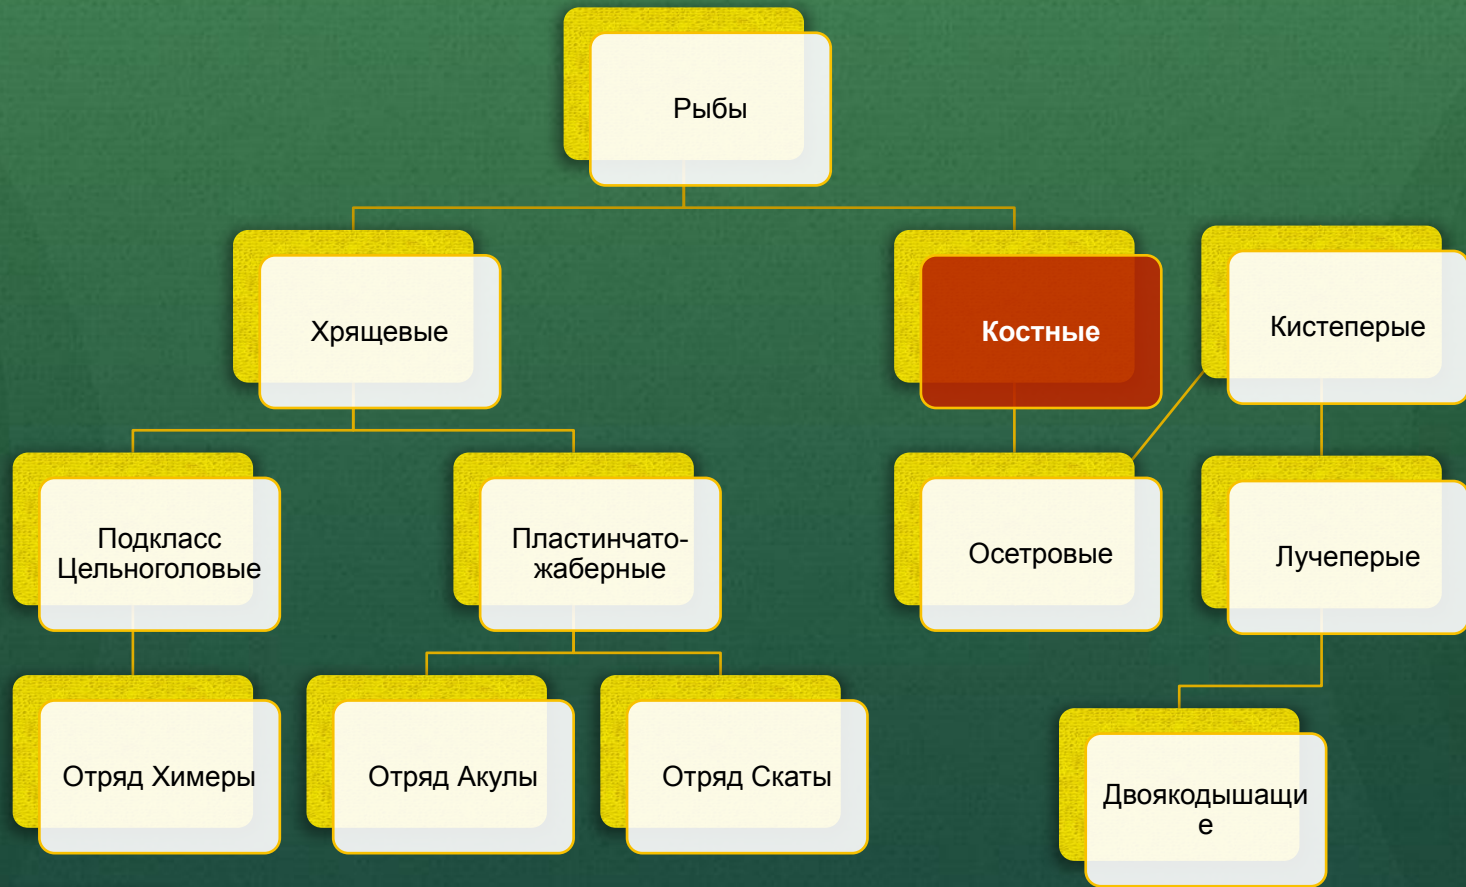 Рыбы
Хрящевые
Костные
Кистеперые
Подкласс
Цельноголовые
Пластинчато-
жаберные
Осетровые
Лучеперые
Отряд Химеры
Отряд Акулы
Отряд Скаты
Двоякодышащи
е